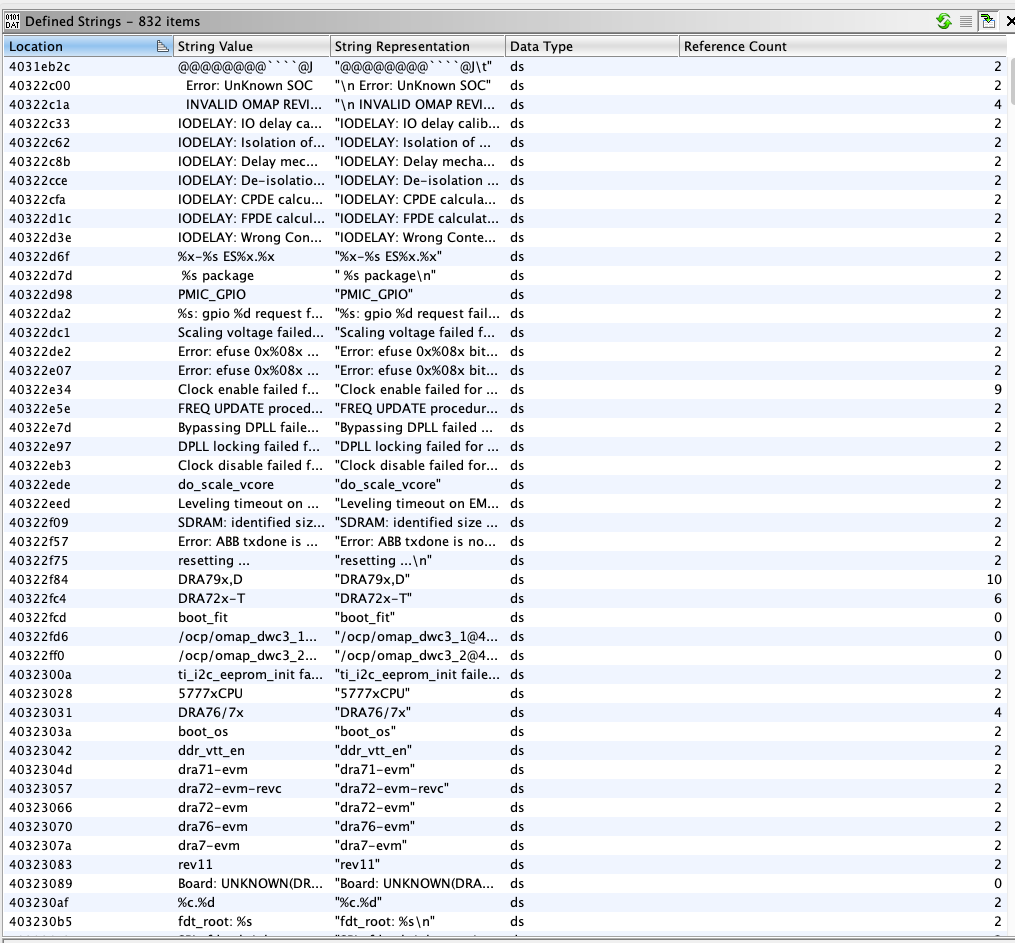 0101 DAT Defined Strings – 832 items
Location String Value String Representation Data Type Reference Count
4031eb2c @@@@@@@@````@J "@@@@@@@@````@J\t" ds 2
40322c00 Error: UnKnown SOC "\n Error: UnKnown SOC" ds 2
40322c1a INVALID OMAP REVI... "\n INVALID OMAP REVI... ds 4
40322c33 IODELAY: IO delay ca... "IODELAY: IO delay calib... ds 2
40322c62 IODELAY: Isolation of... "IODELAY: Isolation of ... ds 2
40322c8b IODELAY: Delay mec... "IODELAY: Delay mecha... ds 2
40322cce IODELAY: De-isolatio... "IODELAY: De-isolation ... ds 2
40322cfa IODELAY: CPDE calcu... "IODELAY: CPDE calcula... ds 2
40322d1c IODELAY: FPDE calcul... "IODELAY: FPDE calculat... ds 2
40322d3e IODELAY: Wrong Con... "IODELAY: Wrong Conte... ds 2
40322d6f %x-%s ES%x.%x "%x-%s ES%x.%x" ds 2
40322d7d %s package " %s package\n" ds 2
40322d98 PMIC_GPIO "PMIC_GPIO" ds 2
40322da2 %s: gpio %d request f... "%s: gpio %d request fail... ds 2
40322dc1 Scaling voltage failed... "Scaling voltage failed f... ds 2
40322de2 Error: efuse 0x%08x ... "Error: efuse 0x%08x bit... ds 2
40322e07 Error: efuse 0x%08x ... "Error: efuse 0x%08x bit... ds 2
40322e34 Clock enable failed f... "Clock enable failed for ... ds 9
40322e5e FREQ UPDATE proced... "FREQ UPDATE procedur... ds 2
40322e7d Bypassing DPLL faile... "Bypassing DPLL failed ... ds 2
40322e97 DPLL locking failed f... "DPLL locking failed for ... ds 2
40322eb3 Clock disable failed f... "Clock disable failed for... ds 2
40322ede do_scale_vcore "do_scale_vcore" ds 2
40322eed Leveling timeout on ... "Leveling timeout on EM... ds 2
40322f09 SDRAM: identified siz... "SDRAM: identified size ... ds 2
40322f57 Error: ABB txdone is ... "Error: ABB txdone is no... ds 2
40322f75 resetting ... "resetting ...\n" ds 2
40322f84 DRA79x,D "DRA79x,D" ds 10
40322fc4 DRA72x-T "DRA72x-T" ds 6
40322fcd boot_fit "boot_fit" ds 0
40322fd6 /ocp/omap_dwc3_1... "/ocp/omap_dwc3_1@4... ds 0
40322ff0 /ocp/omap_dwc3_2... "/ocp/omap_dwc3_2@4... ds 0
4032300a ti_i2c_eeprom_init fa... "ti_i2c_eeprom_init faile... ds 2
40323028 5777xCPU "5777xCPU" ds 2
40323031 DRA76/7x "DRA76/7x" ds 4
4032303a boot_os "boot_os" ds 2
40323042 ddr_vtt_en "ddr_vtt_en" ds 2
4032304d dra71-evm "dra71-evm" ds 2
40323057 dra72-evm-revc "dra72-evm-revc" ds 2
40323066 dra72-evm "dra72-evm" ds 2
40323070 dra76-evm "dra76-evm" ds 2
4032307a dra7-evm "dra7-evm" ds 2
40323083 rev11 "rev11" ds 2
40323089 Board: UNKNOWN(DR... "Board: UNKNOWN(DRA... ds 0
403230af %c.%d "%c.%d" ds 2
403230b5 fdt_root: %s "fdt_root: %s\n" ds 2